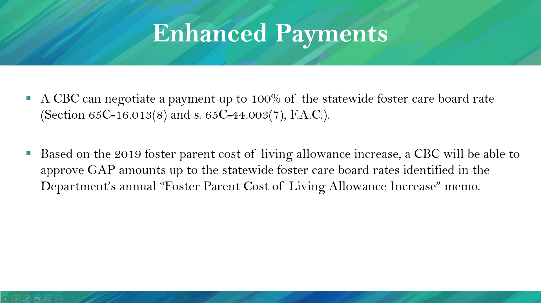 Enhanced Payments
▪ A CBC can negotiate a payment up to 100% of the statewide foster care board rate
(Section 65C-16.013(8) and s. 65C-44.003(7), F.A.C.).
▪ Based on the 2019 foster parent cost of living allowance increase, a CBC will be able to
approve GAP amounts up to the statewide foster care board rates identified in the
Department's annual “Foster Parent Cost of Living Allowance Increase” memo.